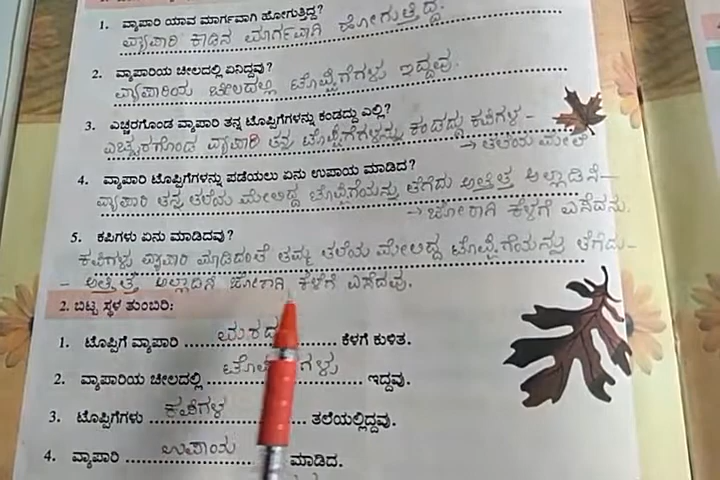 1. ವ್ಯಾಪಾರಿ ಯಾವ ಮಾರ್ಗವಾಗಿ ಹೋಗುತ್ತಿದ್ದ?
ವ್ಯಾಪಾರಿ ಕಾಡಿನ ಮಾರ್ಗವಾಗಿ ಹೋಗುತ್ತಿದ್ದ.
2. ವ್ಯಾಪಾರಿಯ ಚೀಲದಲ್ಲಿ ಏನಿದ್ದವು?
ವ್ಯಾಪಾರಿಯ ಚೀಲದಲ್ಲಿ ಟೊಪ್ಪಿಗೆಗಳು ಇದ್ದವು.
3. ಎಚ್ಚರಗೊಂಡ ವ್ಯಾಪಾರಿ ತನ್ನ ಟೊಪ್ಪಿಗೆಗಳನ್ನು ಕಂಡದ್ದು ಎಲ್ಲಿ?
ಎಚ್ಚರಗೊಂಡ ವ್ಯಾಪಾರಿ ತನ್ನ ಟೊಪ್ಪಿಗೆಗಳನ್ನು ಕಂಡದ್ದು ಕಪಿಗಳ –
→ ತಲೆಯ ಮೇಲೆ
4. ವ್ಯಾಪಾರಿ ಟೊಪ್ಪಿಗೆಗಳನ್ನು ಪಡೆಯಲು ಏನು ಉಪಾಯ ಮಾಡಿದ?
ವ್ಯಾಪಾರಿ ತನ್ನ ತಲೆಯ ಮೇಲಿದ್ದ ಟೊಪ್ಪಿಗೆಯನ್ನು ತೆಗೆದು ಅತ್ತಿತ್ತ ಅಲ್ಲಾಡಿಸಿ –
→ ಜೋರಾಗಿ ಕೆಳಗೆ ಎಸೆದನು.
5. ಕಪಿಗಳು ಏನು ಮಾಡಿದವು?
ಕಪಿಗಳು ವ್ಯಾಪಾರಿ ಮಾಡಿದಂತೆ ತಮ್ಮ ತಲೆಯ ಮೇಲಿದ್ದ ಟೊಪ್ಪಿಗೆಯನ್ನು ತೆಗೆದು –
– ಅತ್ತಿತ್ತ ಅಲ್ಲಾಡಿಸಿ ಜೋರಾಗಿ ಕೆಳಗೆ ಎಸೆದವು.
2. ಬಿಟ್ಟ ಸ್ಥಳ ತುಂಬಿರಿ:
1. ಟೊಪ್ಪಿಗೆ ವ್ಯಾಪಾರಿ ಮರದ ಕೆಳಗೆ ಕುಳಿತ.
2. ವ್ಯಾಪಾರಿಯ ಚೀಲದಲ್ಲಿ ಇದ್ದವು.
3. ಟೊಪ್ಪಿಗೆಗಳು ಕಪಿಗಳ ತಲೆಯಲ್ಲಿದ್ದವು.
4. ವ್ಯಾಪಾರಿ ಉಪಾಯ ಮಾಡಿದ.